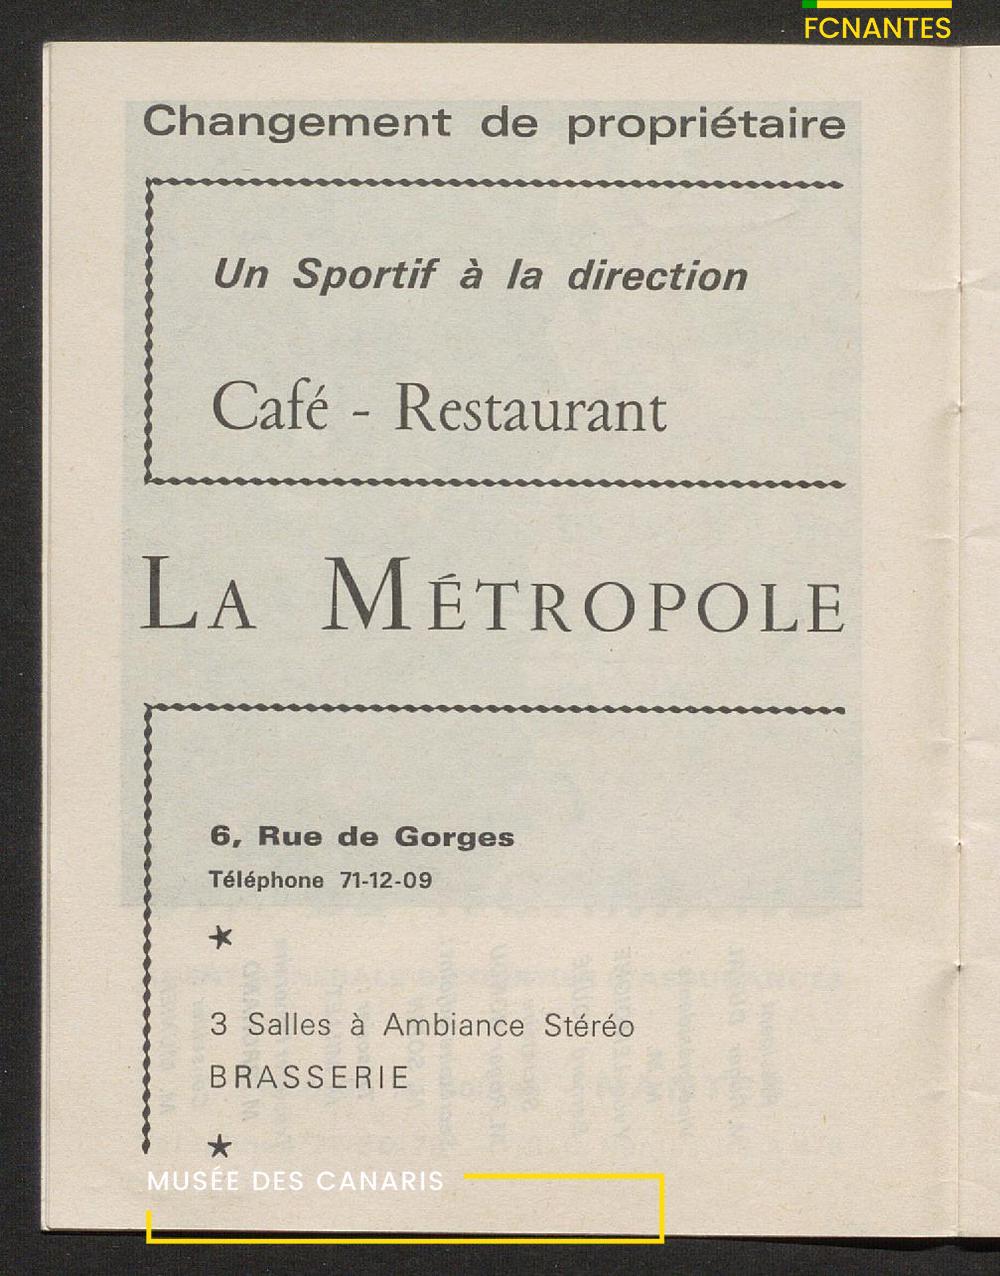 FCNANTES
Changement de propriétaire
Un Sportif à la direction
Café - Restaurant
LA MÉTROPOLE
6, Rue de Gorges
Téléphone 71-12-09
★
3 Salles à Ambiance Stéréo
BRASSERIE
★
MUSÉE DES CANARIS